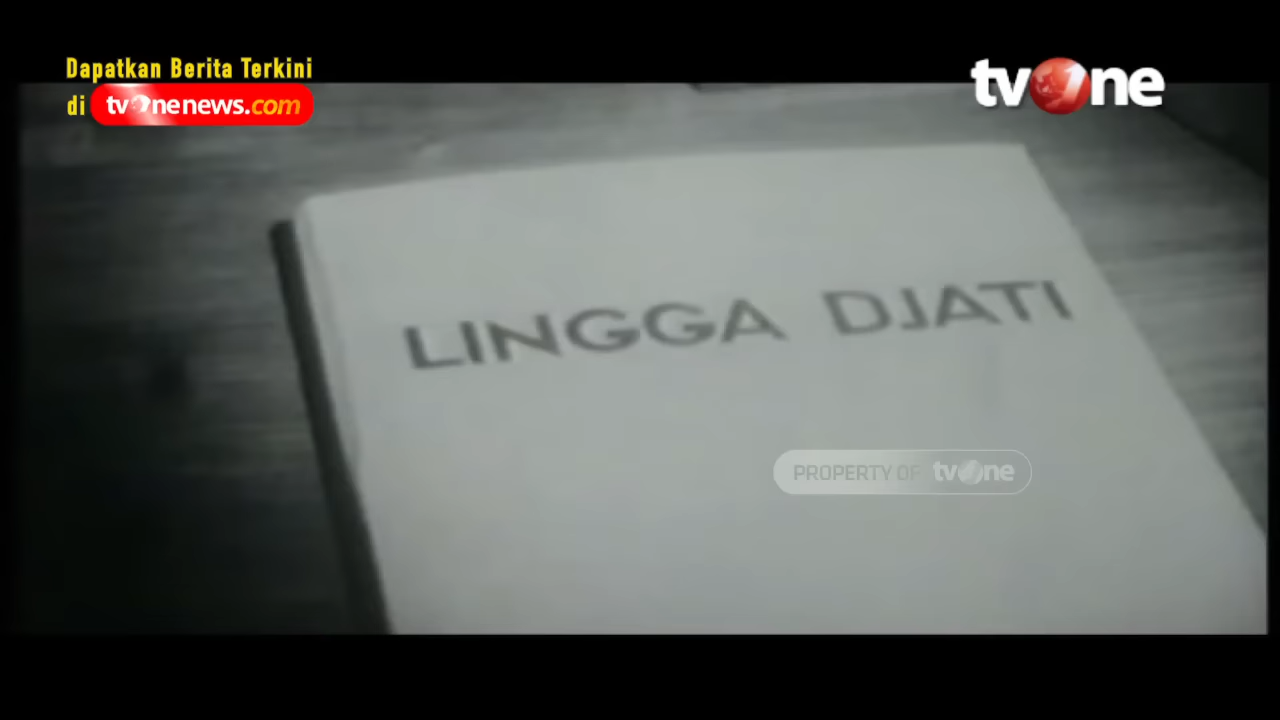 Dapatkan Berita Terkini
di tvonenews.com
tvOne
LINGGA DJATI
PROPERTY OF tvOne